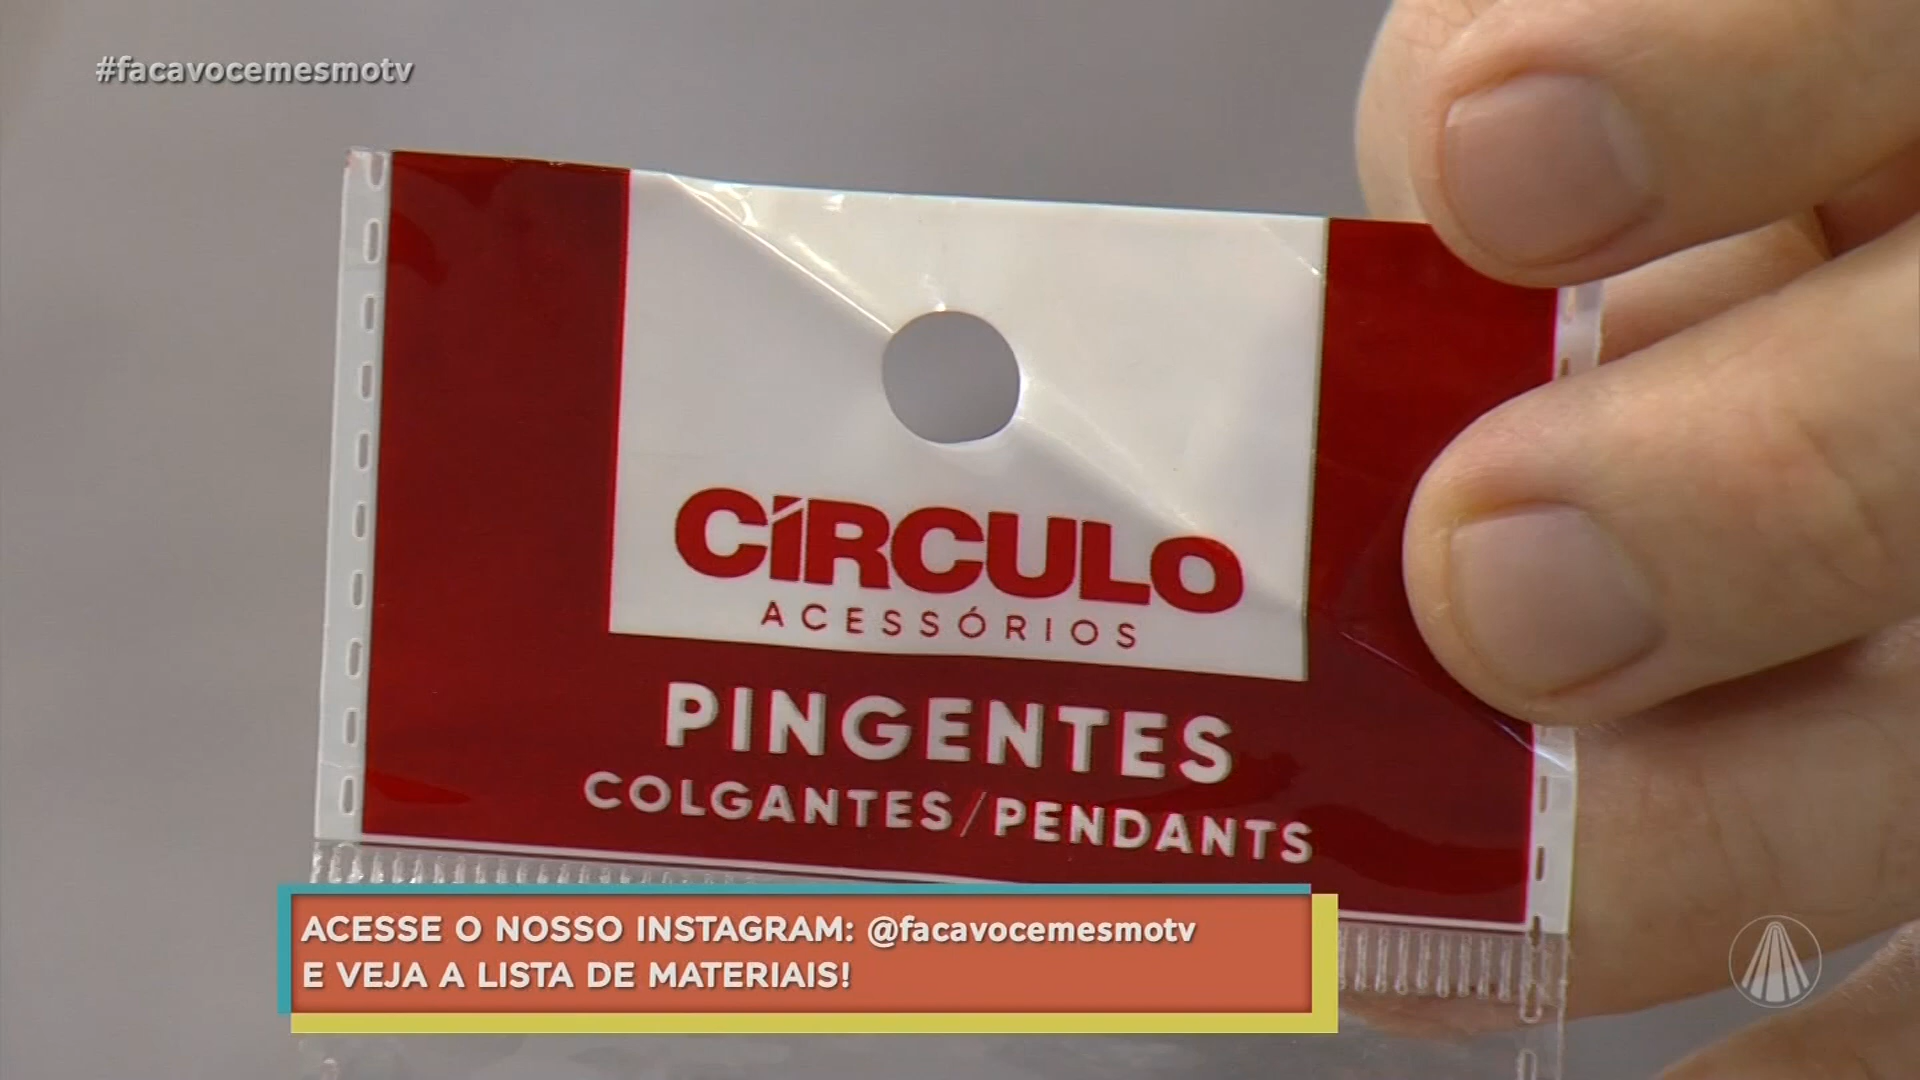 #facavocemesmotv
CÍRCULO
ACESSÓRIOS
PINGENTES
COLGANTES/PENDANTS
ACESSE O NOSSO INSTAGRAM: @facavocemesmotv
E VEJA A LISTA DE MATERIAIS!